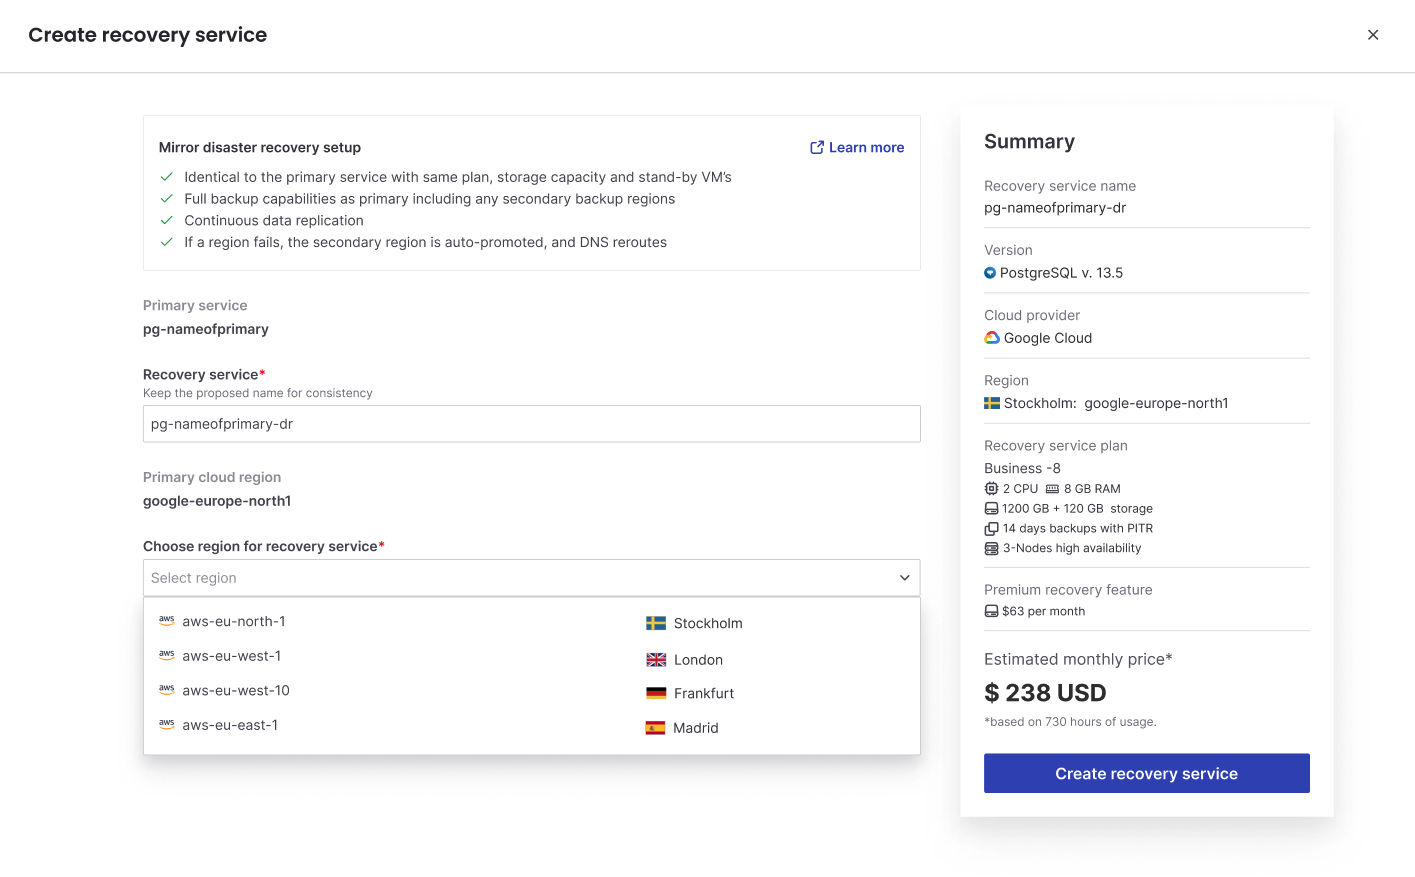 Create recovery service
Mirror disaster recovery setup
Learn more
Identical to the primary service with same plan, storage capacity and stand-by VM's
Full backup capabilities as primary including any secondary backup regions
Continuous data replication
If a region fails, the secondary region is auto-promoted, and DNS reroutes
Primary service
pg-nameofprimary
Recovery service*
Keep the proposed name for consistency
pg-nameofprimary-dr
Primary cloud region
google-europe-north1
Choose region for recovery service*
Select region
aws aws-eu-north-1 Stockholm
aws aws-eu-west-1 London
aws aws-eu-west-10 Frankfurt
aws aws-eu-east-1 Madrid
Summary
Recovery service name
pg-nameofprimary-dr
Version
PostgreSQL v. 13.5
Cloud provider
Google Cloud
Region
Stockholm: google-europe-north1
Recovery service plan
Business -8
2 CPU 8 GB RAM
1200 GB + 120 GB storage
14 days backups with PITR
3-Nodes high availability
Premium recovery feature
$63 per month
Estimated monthly price*
$ 238 USD
*based on 730 hours of usage.
Create recovery service